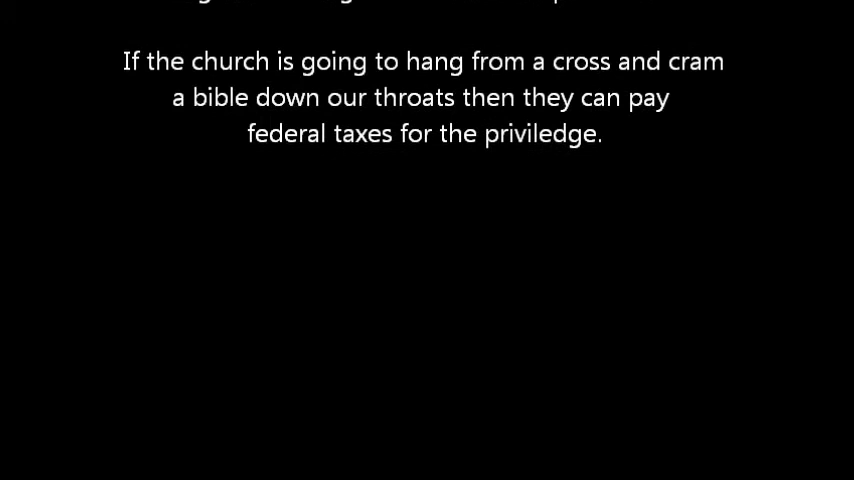 If the church is going to hang from a cross and cram
a bible down our throats then they can pay
federal taxes for the priviledge.